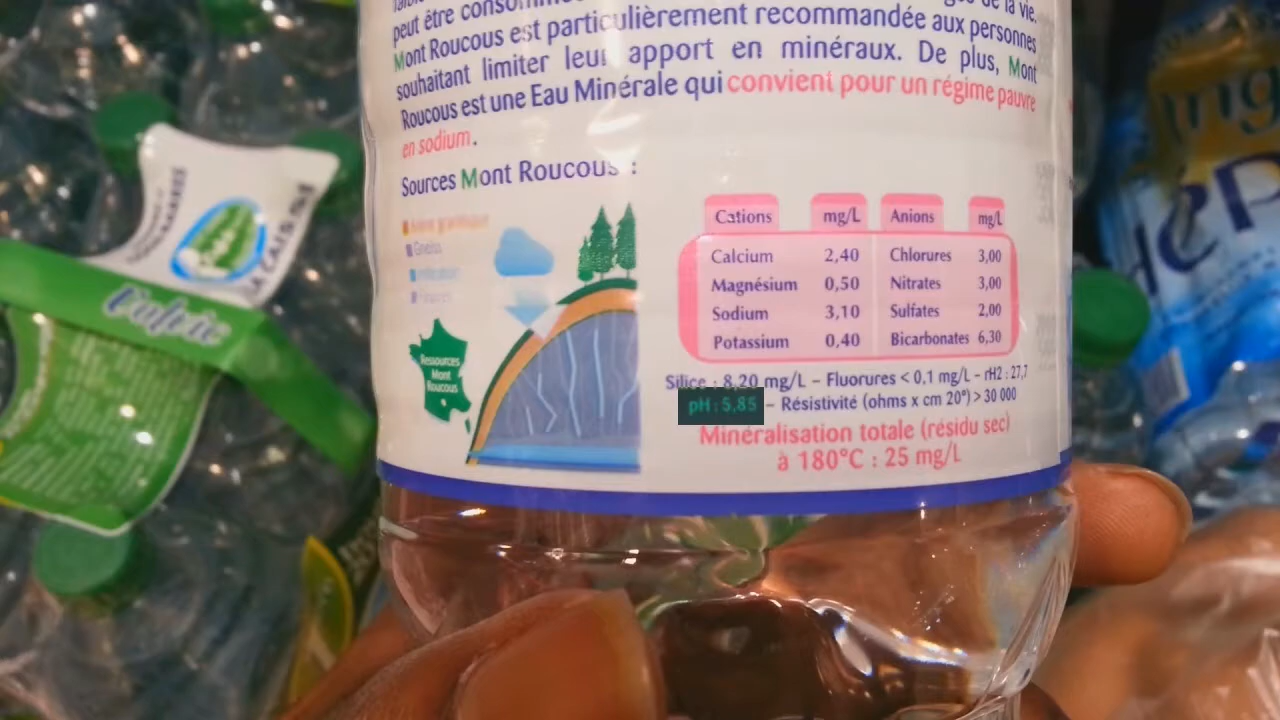 peut être
Mont Roucous est particulièrement recommandée aux personnes
souhaitant limiter leur apport en minéraux. De plus, Mont
Roucous est une Eau Minérale qui convient pour un régime pauvre
en sodium.
Sources Mont Roucous :
Gneiss
Ressources
Mont
Roucous
Cations mg/L Anions mg/L
Calcium 2,40 Chlorures 3,00
Magnésium 0,50 Nitrates 3,00
Sodium 3,10 Sulfates 2,00
Potassium 0,40 Bicarbonates 6,30
Silice : 8,20 mg/L – Fluorures < 0,1 mg/L – rH2 : 27,7
pH : 5,85 – Résistivité (ohms x cm 20°) > 30 000
Minéralisation totale (résidu sec)
à 180°C : 25 mg/L
Volvic
LA CAISSE